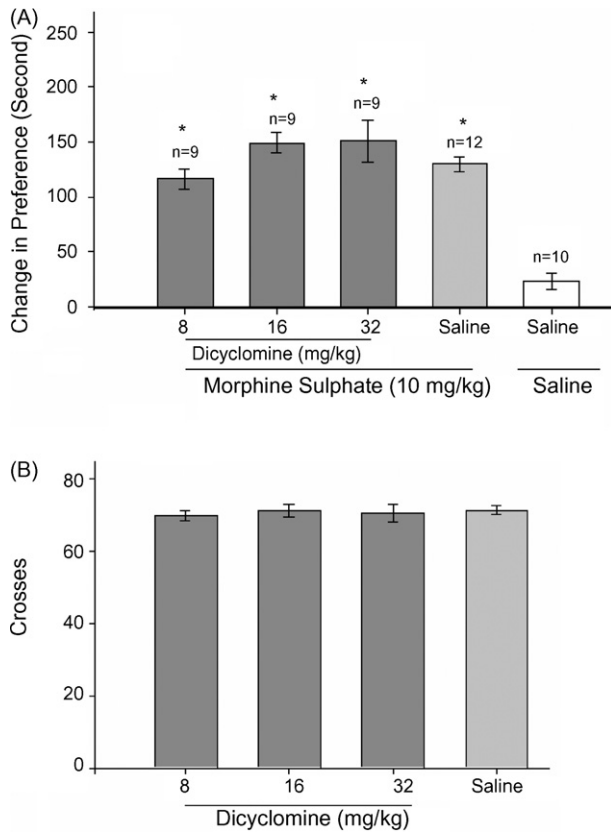 (A)
Change in Preference (Second)
250
200
150
100
50
0
*
n=9
*
n=9
*
n=9
*
n=12
n=10
8 16 32 Saline Saline
Dicyclomine (mg/kg)
Morphine Sulphate (10 mg/kg) Saline
(B)
Crosses
80
60
40
20
0
8 16 32 Saline
Dicyclomine (mg/kg)